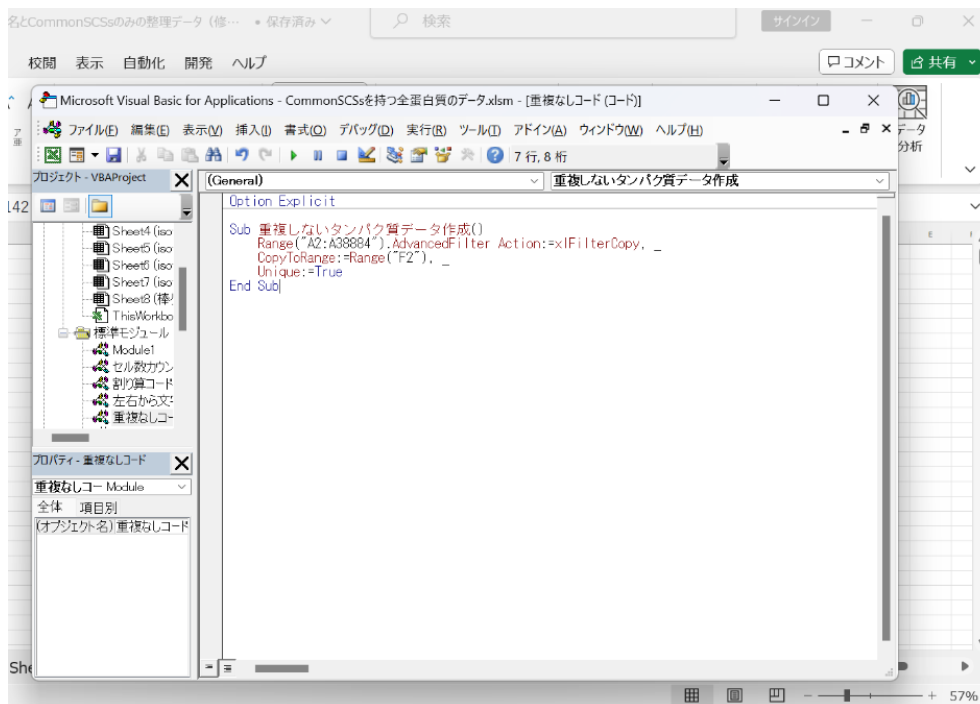 名とCommonSCSsのみの整理データ (修… • 保存済み
検索
サインイン
校閲 表示 自動化 開発 ヘルプ
コメント
共有
Microsoft Visual Basic for Applications - CommonSCSsを持つ全蛋白質のデータ.xlsm - [重複なしコード (コード)]
ファイル(F) 編集(E) 表示(V) 挿入(I) 書式(O) デバッグ(D) 実行(R) ツール(T) アドイン(A) ウィンドウ(W) ヘルプ(H)
データ
分析
7 行, 8 桁
プロジェクト - VBAProject
(General)
重複しないタンパク質データ作成
142
Option Explicit
Sub 重複しないタンパク質データ作成()
Range("A2:A38884").AdvancedFilter Action:=xlFilterCopy, _
CopyToRange:=Range("F2"), _
Unique:=True
End Sub
Sheet4 (iso
Sheet5 (iso
Sheet6 (iso
Sheet7 (iso
Sheet8 (棒
ThisWorkbo
標準モジュール
Module1
セル数カウン
割り算コード
左右から文
重複なしコー
プロパティ - 重複なしコード
重複なしコー Module
全体 項目別
(オブジェクト名) 重複なしコード
E
She
57%